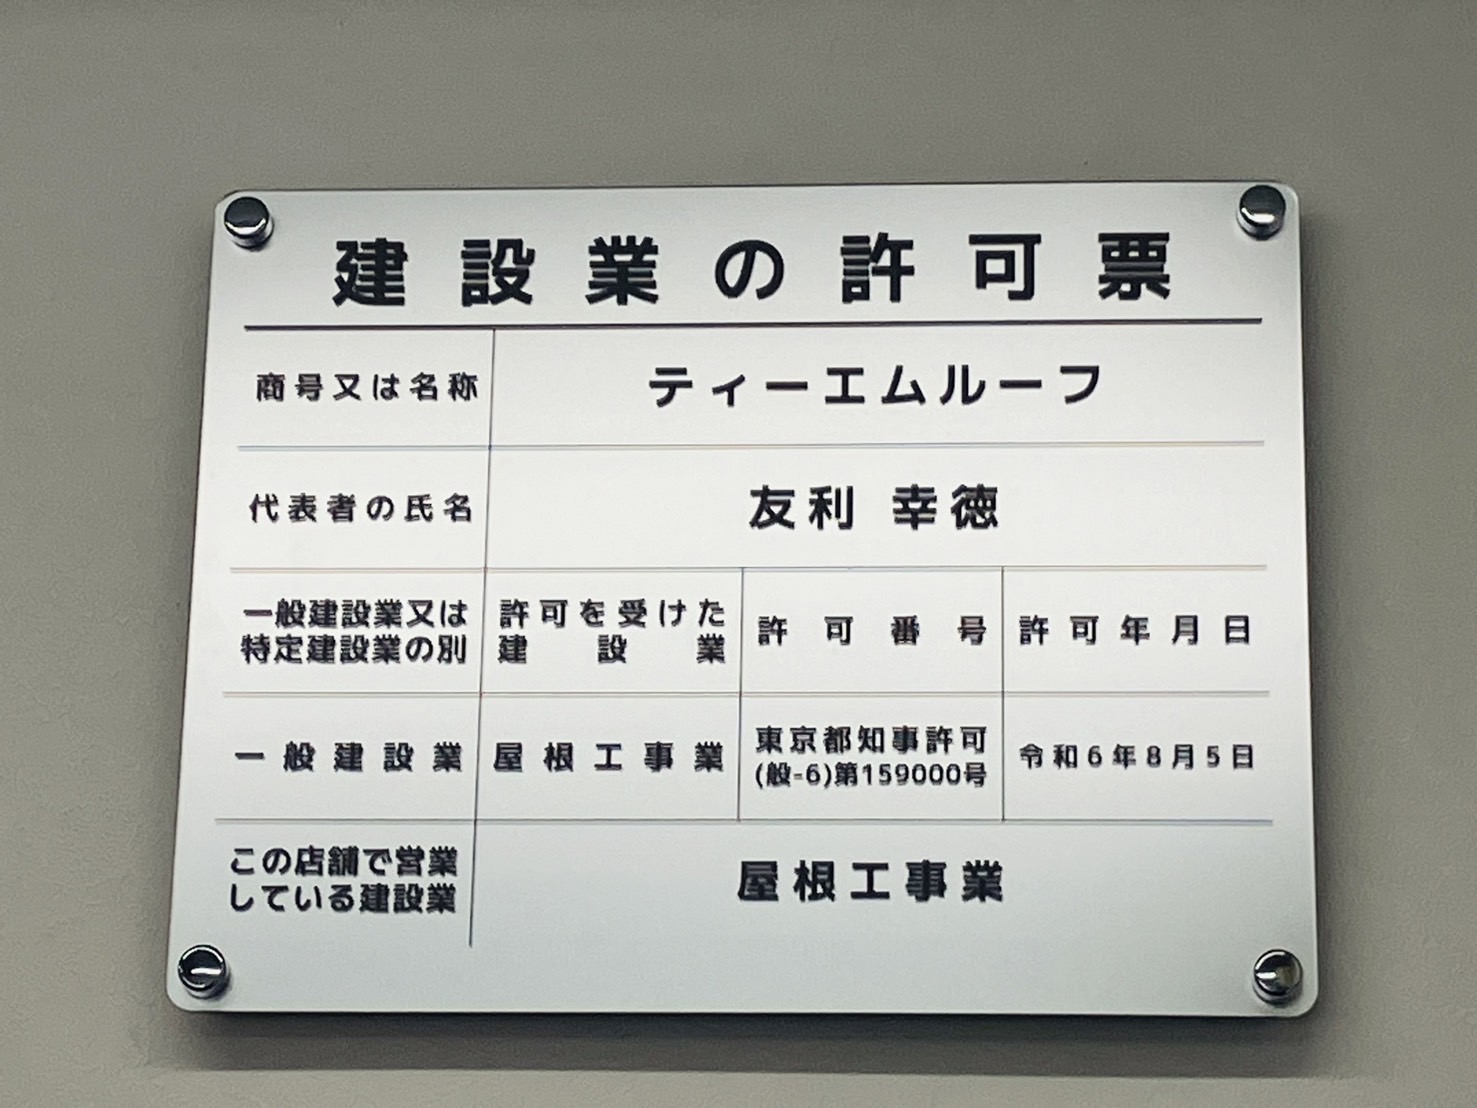 建設業の許可票
商号又は名称 ティーエムルーフ
代表者の氏名 友利 幸徳
一般建設業又は
特定建設業の別
許可を受けた
建設業
許可番号
許可年月日
一般建設業
屋根工事業
東京都知事許可
(般-6)第159000号
令和6年8月5日
この店舗で営業
している建設業
屋根工事業